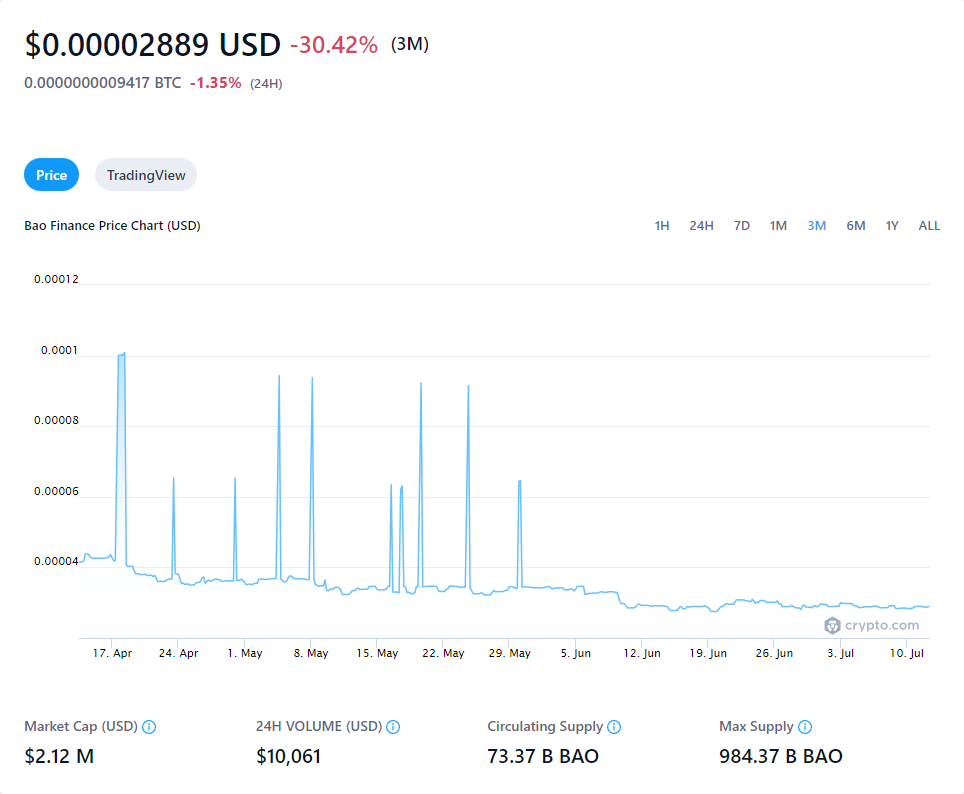 $0.00002889 USD -30.42% (3M)
0.0000000009417 BTC -1.35% (24H)
Price TradingView
Bao Finance Price Chart (USD) 1H 24H 7D 1M 3M 6M 1Y ALL
0.00012
0.0001
0.00008
0.00006
0.00004
crypto.com
17. Apr 24. Apr 1. May 8. May 15. May 22. May 29. May 5. Jun 12. Jun 19. Jun 26. Jun 3. Jul 10. Jul
Market Cap (USD) 24H VOLUME (USD) Circulating Supply Max Supply
$2.12 M $10,061 73.37 B BAO 984.37 B BAO